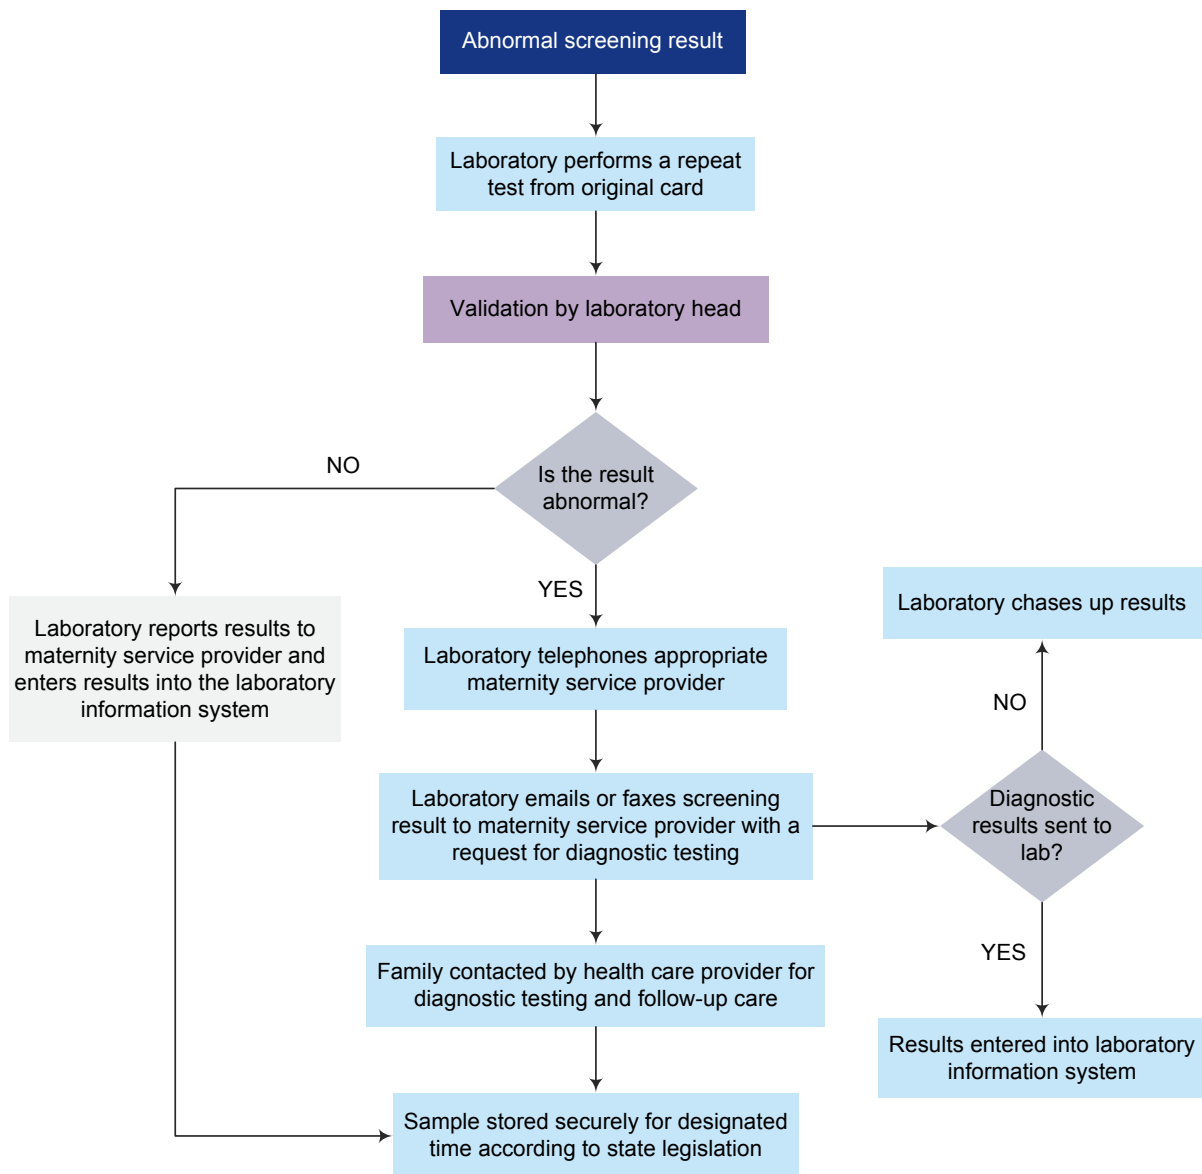 Abnormal screening result
Laboratory performs a repeat
test from original card
Validation by laboratory head
Is the result
abnormal?
NO
YES
Laboratory reports results to
maternity service provider and
enters results into the laboratory
information system
Laboratory telephones appropriate
maternity service provider
Laboratory emails or faxes screening
result to maternity service provider with a
request for diagnostic testing
Diagnostic
results sent to
lab?
NO
Laboratory chases up results
YES
Results entered into laboratory
information system
Family contacted by health care provider for
diagnostic testing and follow-up care
Sample stored securely for designated
time according to state legislation